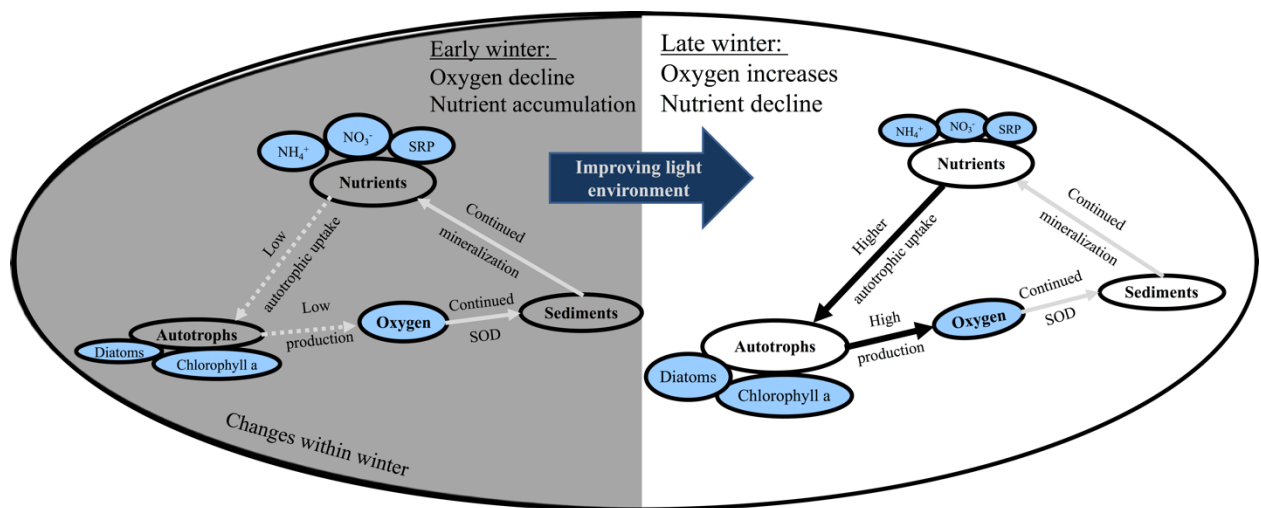 Early winter:
Oxygen decline
Nutrient accumulation
NH₄⁺
NO₃⁻
SRP
Nutrients
Low
autotrophic uptake
Continued
mineralization
Autotrophs
Diatoms
Chlorophyll a
Low
production
Oxygen
Continued
SOD
Sediments
Changes within winter
Improving light
environment
Late winter:
Oxygen increases
Nutrient decline
NH₄⁺
NO₃⁻
SRP
Nutrients
Higher
autotrophic uptake
Continued
mineralization
Autotrophs
Diatoms
Chlorophyll a
High
production
Oxygen
Continued
SOD
Sediments